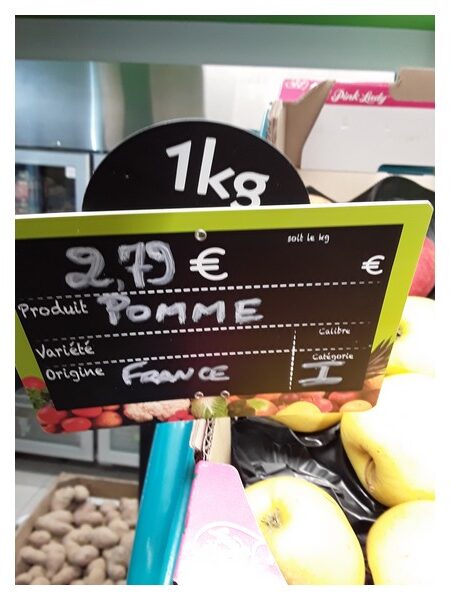 Pink Lady
1kg
soit le kg
2,79 € €
Produit POMME
Calibre
Variété
Catégorie
Origine FRANCE I